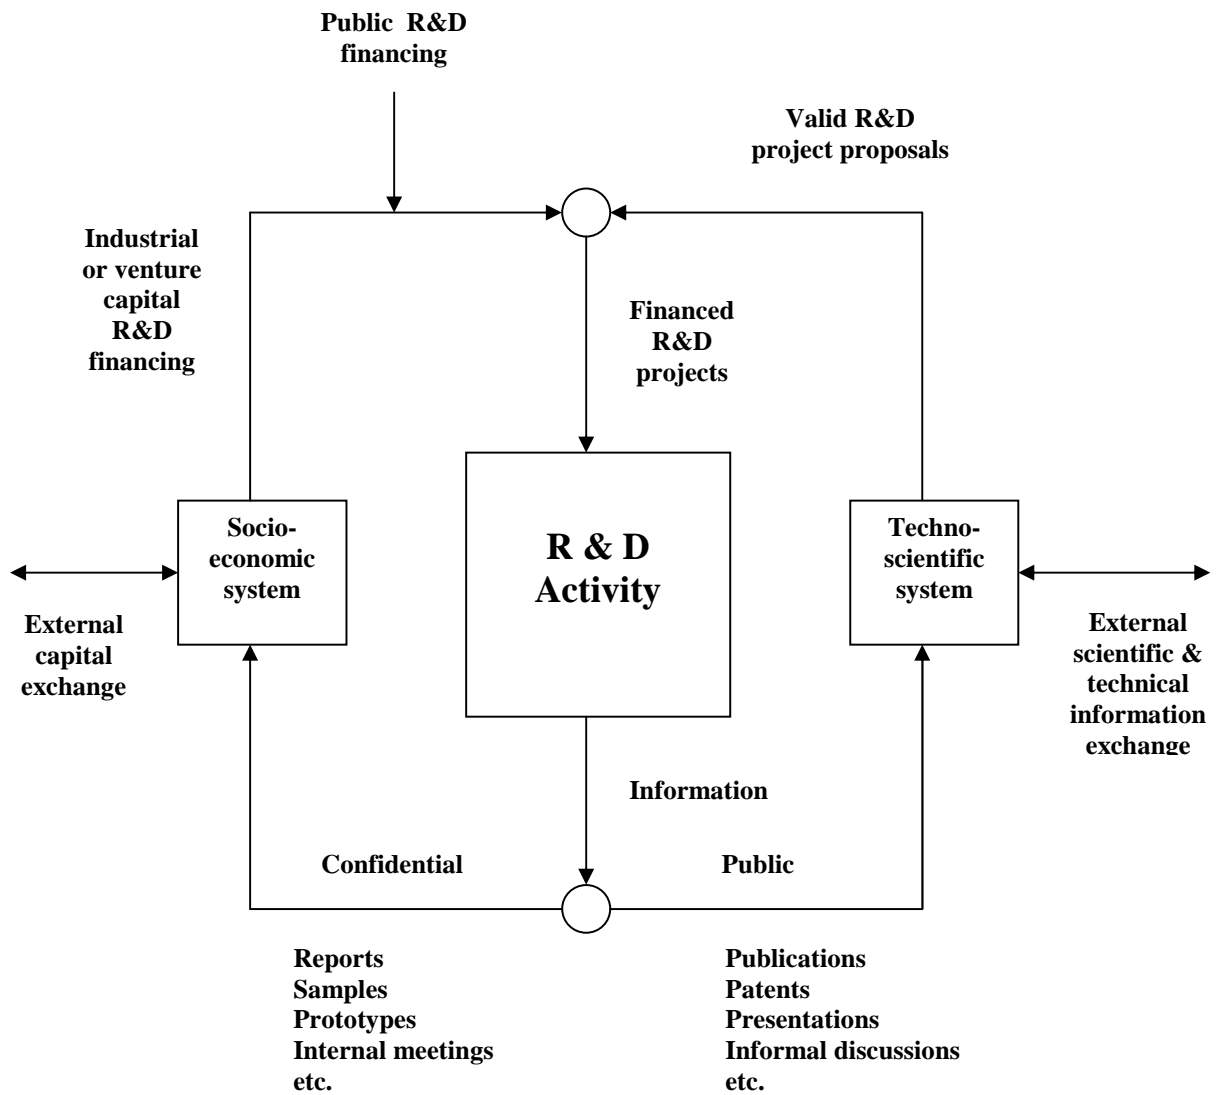 Public R&D
financing
Valid R&D
project proposals
Industrial
or venture
capital
R&D
financing
Financed
R&D
projects
Socio-
economic
system
R & D
Activity
Techno-
scientific
system
External
capital
exchange
External
scientific &
technical
information
exchange
Information
Confidential
Public
Reports
Samples
Prototypes
Internal meetings
etc.
Publications
Patents
Presentations
Informal discussions
etc.